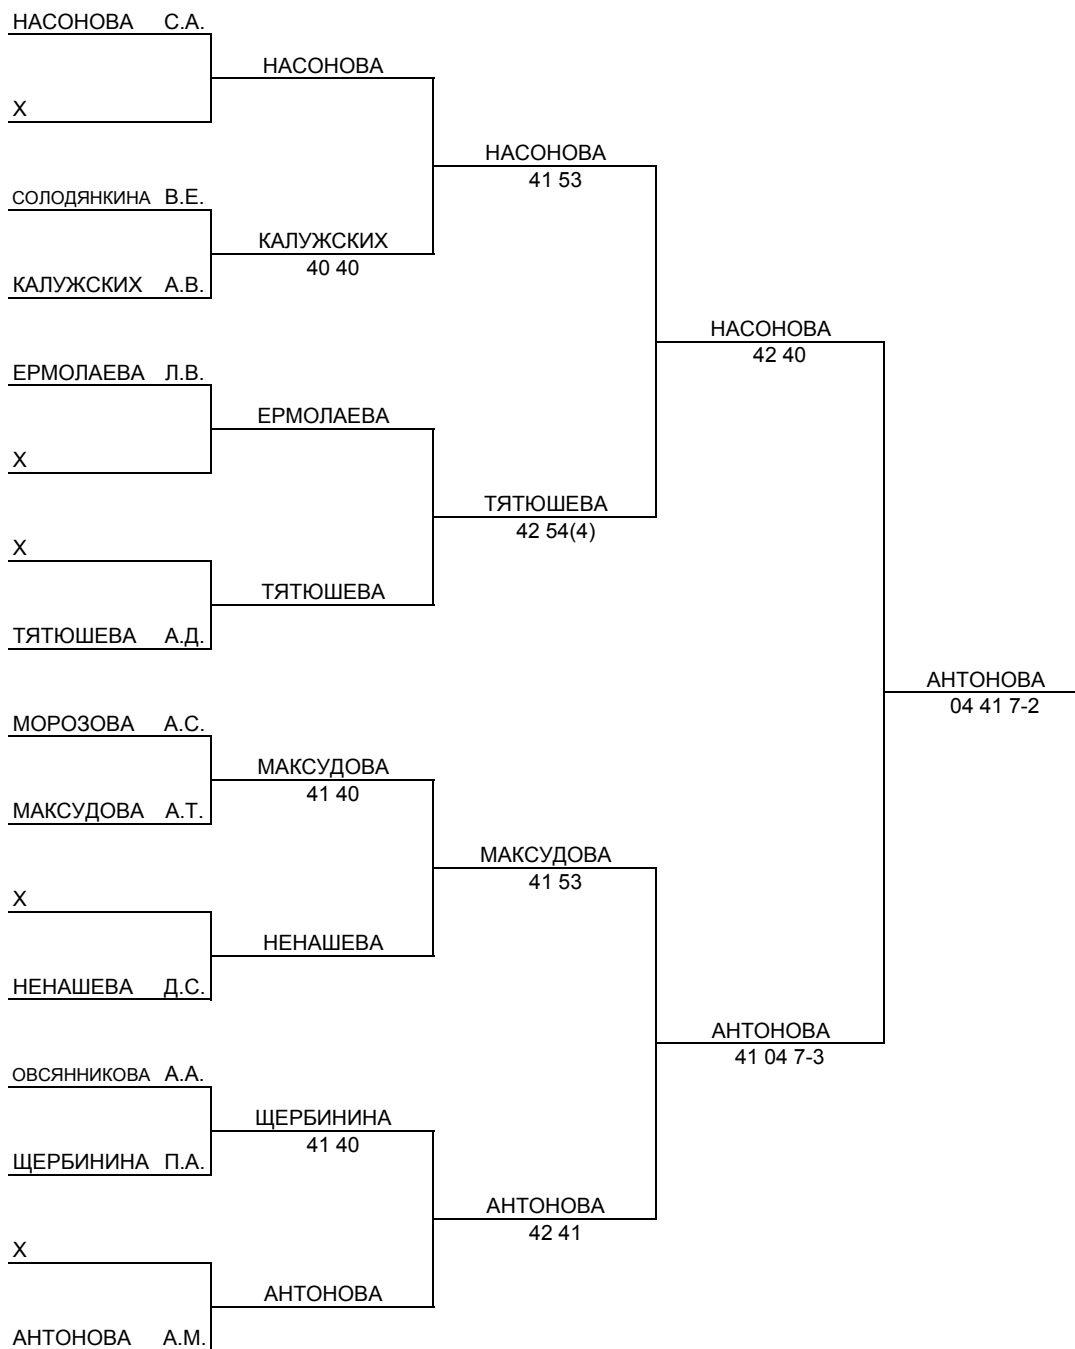 НАСОНОВА С.А.
НАСОНОВА
X
НАСОНОВА
41 53
СОЛОДЯНКИНА В.Е.
КАЛУЖСКИХ
40 40
КАЛУЖСКИХ А.В.
НАСОНОВА
42 40
ЕРМОЛАЕВА Л.В.
ЕРМОЛАЕВА
X
ТЯТЮШЕВА
42 54(4)
X
ТЯТЮШЕВА
ТЯТЮШЕВА А.Д.
АНТОНОВА
04 41 7-2
МОРОЗОВА А.С.
МАКСУДОВА
41 40
МАКСУДОВА А.Т.
МАКСУДОВА
41 53
X
НЕНАШЕВА
НЕНАШЕВА Д.С.
АНТОНОВА
41 04 7-3
ОВСЯННИКОВА А.А.
ЩЕРБИНИНА
41 40
ЩЕРБИНИНА П.А.
АНТОНОВА
42 41
X
АНТОНОВА
АНТОНОВА А.М.